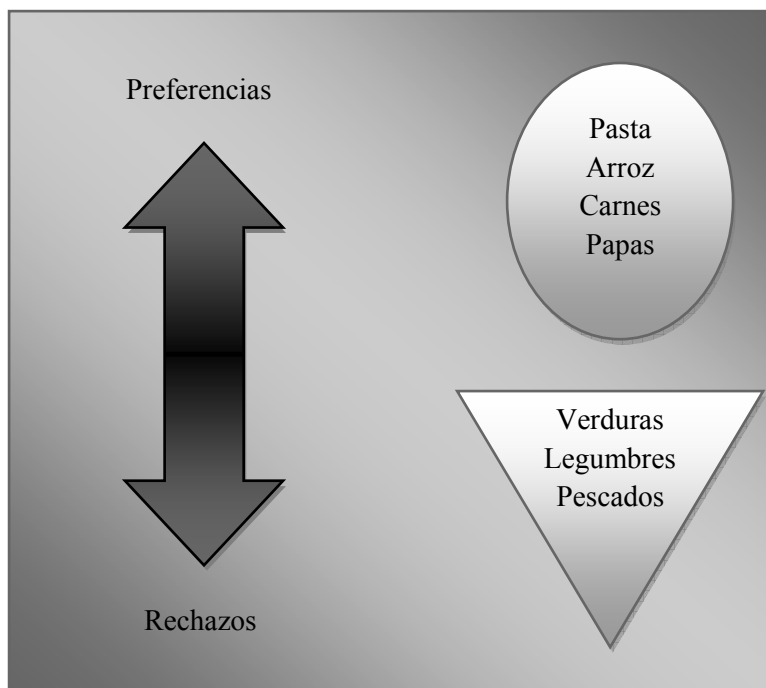 Preferencias
Pasta
Arroz
Carnes
Papas
Verduras
Legumbres
Pescados
Rechazos